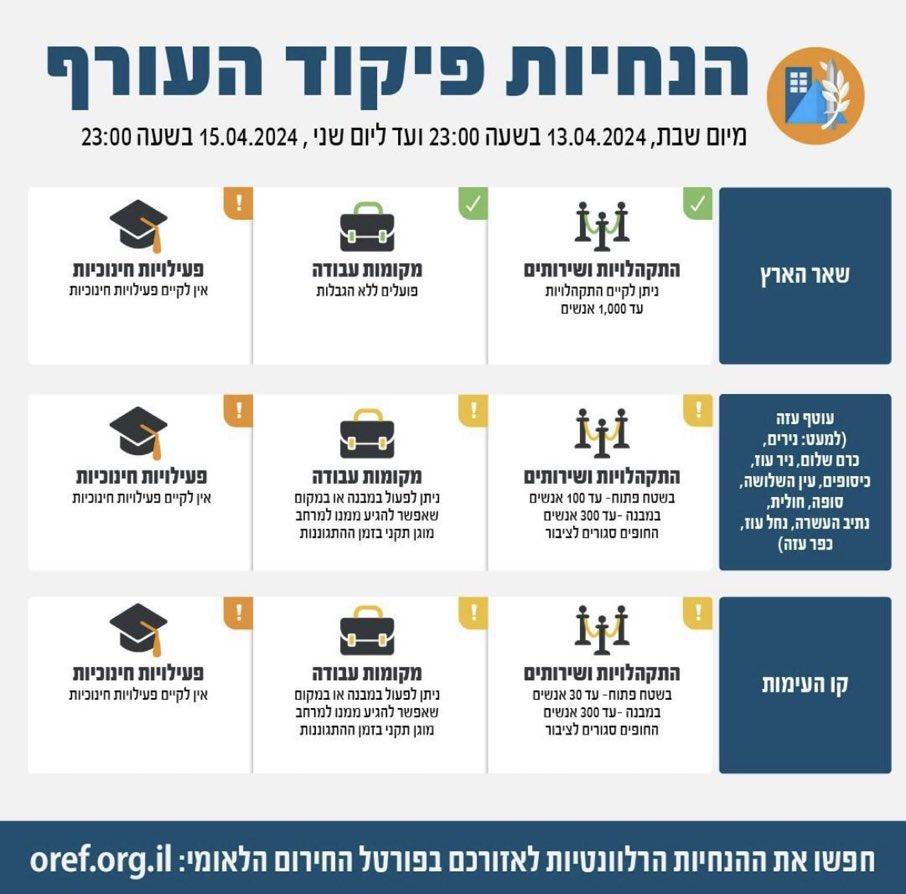 הנחיות פיקוד העורף
מיום שבת, 13.04.2024 בשעה 23:00 ועד ליום שני , 15.04.2024 בשעה 23:00
שאר הארץ
התקהלויות ושירותים
ניתן לקיים התקהלויות
עד 1,000 אנשים
מקומות עבודה
פועלים ללא הגבלות
פעילויות חינוכיות
אין לקיים פעילויות חינוכיות
עוטף עזה
(למעט: נירים,
כרם שלום, ניר עוז,
כיסופים, עין השלושה,
סופה, חולית,
נתיב העשרה, נחל עוז,
כפר עזה)
התקהלויות ושירותים
בשטח פתוח- עד 100 אנשים
במבנה -עד 300 אנשים
החופים סגורים לציבור
מקומות עבודה
ניתן לפעול במבנה או במקום
שאפשר להגיע ממנו למרחב
מוגן תקני בזמן ההתגוננות
פעילויות חינוכיות
אין לקיים פעילויות חינוכיות
קו העימות
התקהלויות ושירותים
בשטח פתוח- עד 30 אנשים
במבנה -עד 300 אנשים
החופים סגורים לציבור
מקומות עבודה
ניתן לפעול במבנה או במקום
שאפשר להגיע ממנו למרחב
מוגן תקני בזמן ההתגוננות
פעילויות חינוכיות
אין לקיים פעילויות חינוכיות
חפשו את ההנחיות הרלוונטיות לאזורכם בפורטל החירום הלאומי: oref.org.il